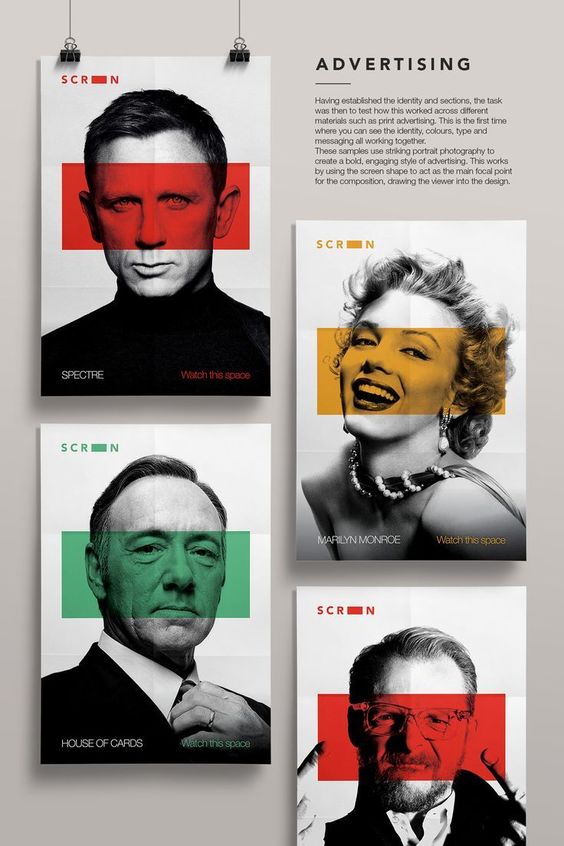 SCR N
ADVERTISING
Having established the identity and sections, the task
was then to test how this worked across different
materials such as print advertising. This is the first time
where you can see the identity, colours, type and
messaging all working together.
These samples use striking portrait photography to
create a bold, engaging style of advertising. This works
by using the screen shape to act as the main focal point
for the composition, drawing the viewer into the design.
SPECTRE
Watch this space
SCR N
MARILYN MONROE
Watch this space
SCR N
HOUSE OF CARDS
Watch this space
SCR N